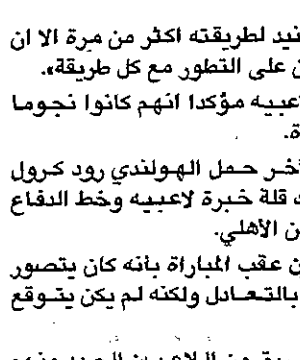 نيد لطريقته اكثر من مرة الا ان
ن على التطور مع كل طريقة».
عبيه مؤكدا انهم كانوا نجوما
ة.
خر حمل الهولندي رود كرول
قلة خبرة لاعبيه وخط الدفاع
ن الأهلي.
ن عقب المباراة بأنه كان يتصور
بالتعادل ولكنه لم يكن يتوقع